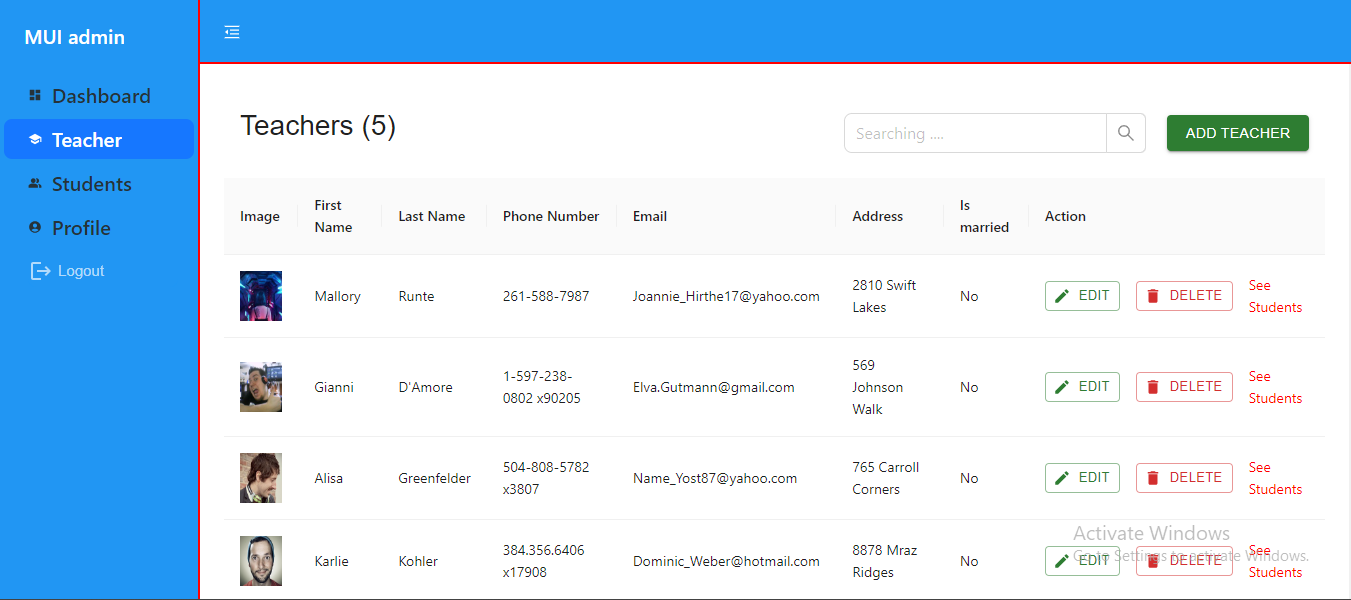 MUI admin
Dashboard
Teacher
Students
Profile
Logout
Teachers (5)
Searching ....
ADD TEACHER
Image
First
Name
Last Name
Phone Number
Email
Address
Is
married
Action
Mallory
Runte
261-588-7987
Joannie_Hirthe17@yahoo.com
2810 Swift
Lakes
No
EDIT
DELETE
See
Students
Gianni
D'Amore
1-597-238-
0802 x90205
Elva.Gutmann@gmail.com
569
Johnson
Walk
No
EDIT
DELETE
See
Students
Alisa
Greenfelder
504-808-5782
x3807
Name_Yost87@yahoo.com
765 Carroll
Corners
No
EDIT
DELETE
See
Students
Karlie
Kohler
384.356.6406
x17908
Dominic_Weber@hotmail.com
8878 Mraz
Ridges
No
EDIT
DELETE
See
Students
Activate Windows
Go to Settings to activate Windows.